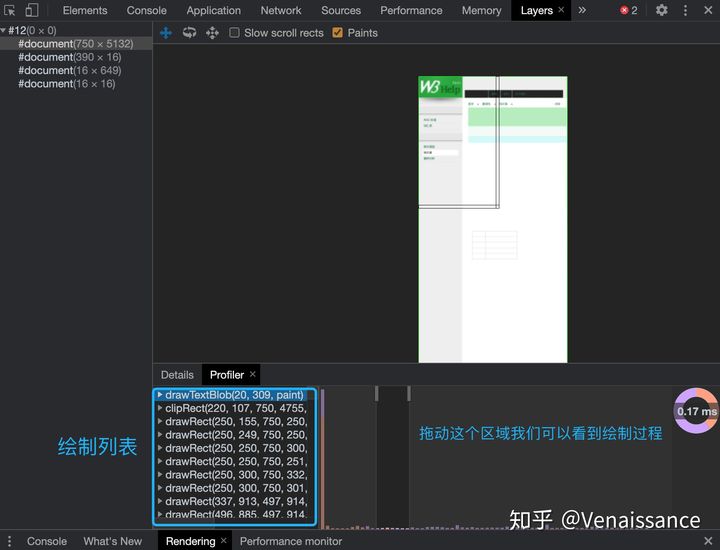 Elements Console Application Network Sources Performance Memory Layers × » 2
#12(0 × 0)
#document(750 × 5132)
#document(390 × 16)
#document(16 × 649)
#document(16 × 16)
Slow scroll rects Paints
W3
Help
Details Profiler ×
drawTextBlob(20, 309, paint)
clipRect(220, 107, 750, 4755,
drawRect(250, 155, 750, 250,
drawRect(250, 249, 750, 250,
drawRect(250, 250, 750, 300,
drawRect(250, 250, 750, 251,
drawRect(250, 300, 750, 332,
drawRect(250, 300, 750, 301,
drawRect(337, 913, 497, 914,
drawRect(496, 885, 497, 914,
绘制列表
拖动这个区域我们可以看到绘制过程
0.17 ms
知乎 @Venaissance
Console What's New Rendering × Performance monitor